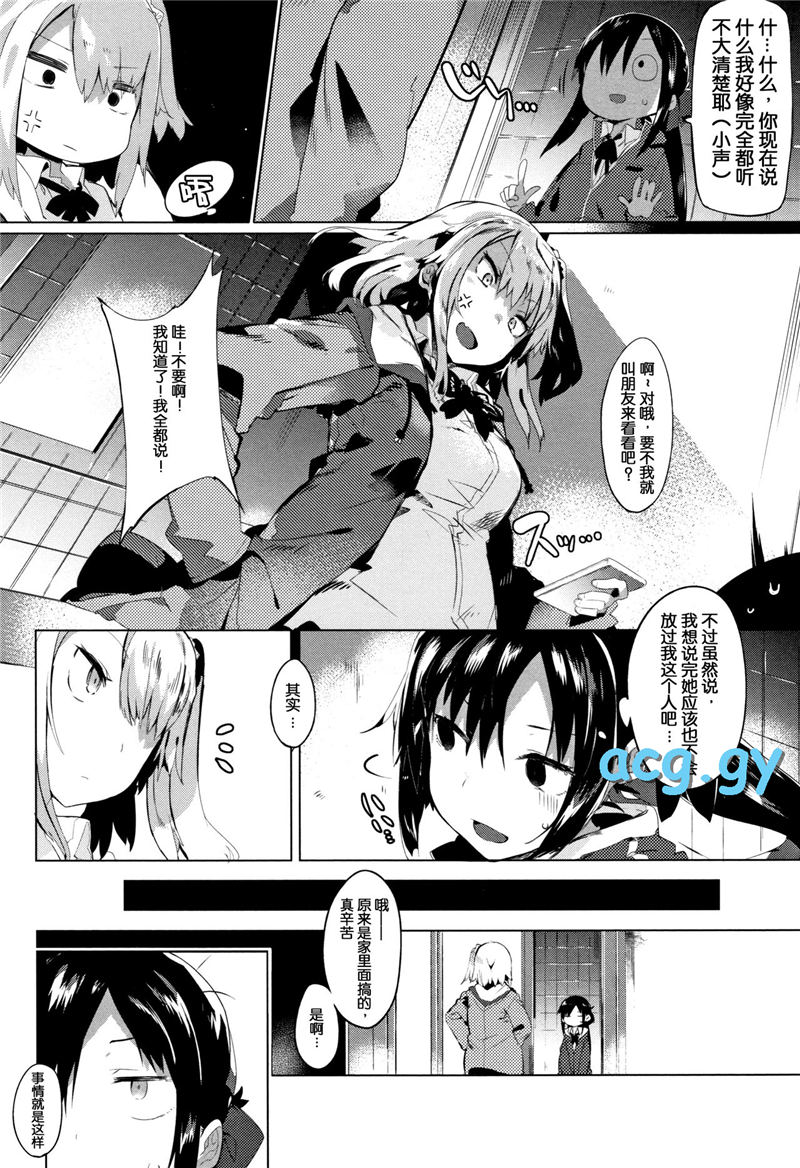 什…什么，你现在说
什么我好像完全都听
不大清楚耶（小声）
じ〜ッ…
啊~对哦，要不我就
叫朋友来看看吧？
哇！不要啊！
我知道了！我全都说！
スッ…
不过虽然说，
我想说完她应该也不会
放过我这个人吧…
其实…
acg.gy
哦——
原来是家里面搞的，
真辛苦
是啊…
事情就是这样